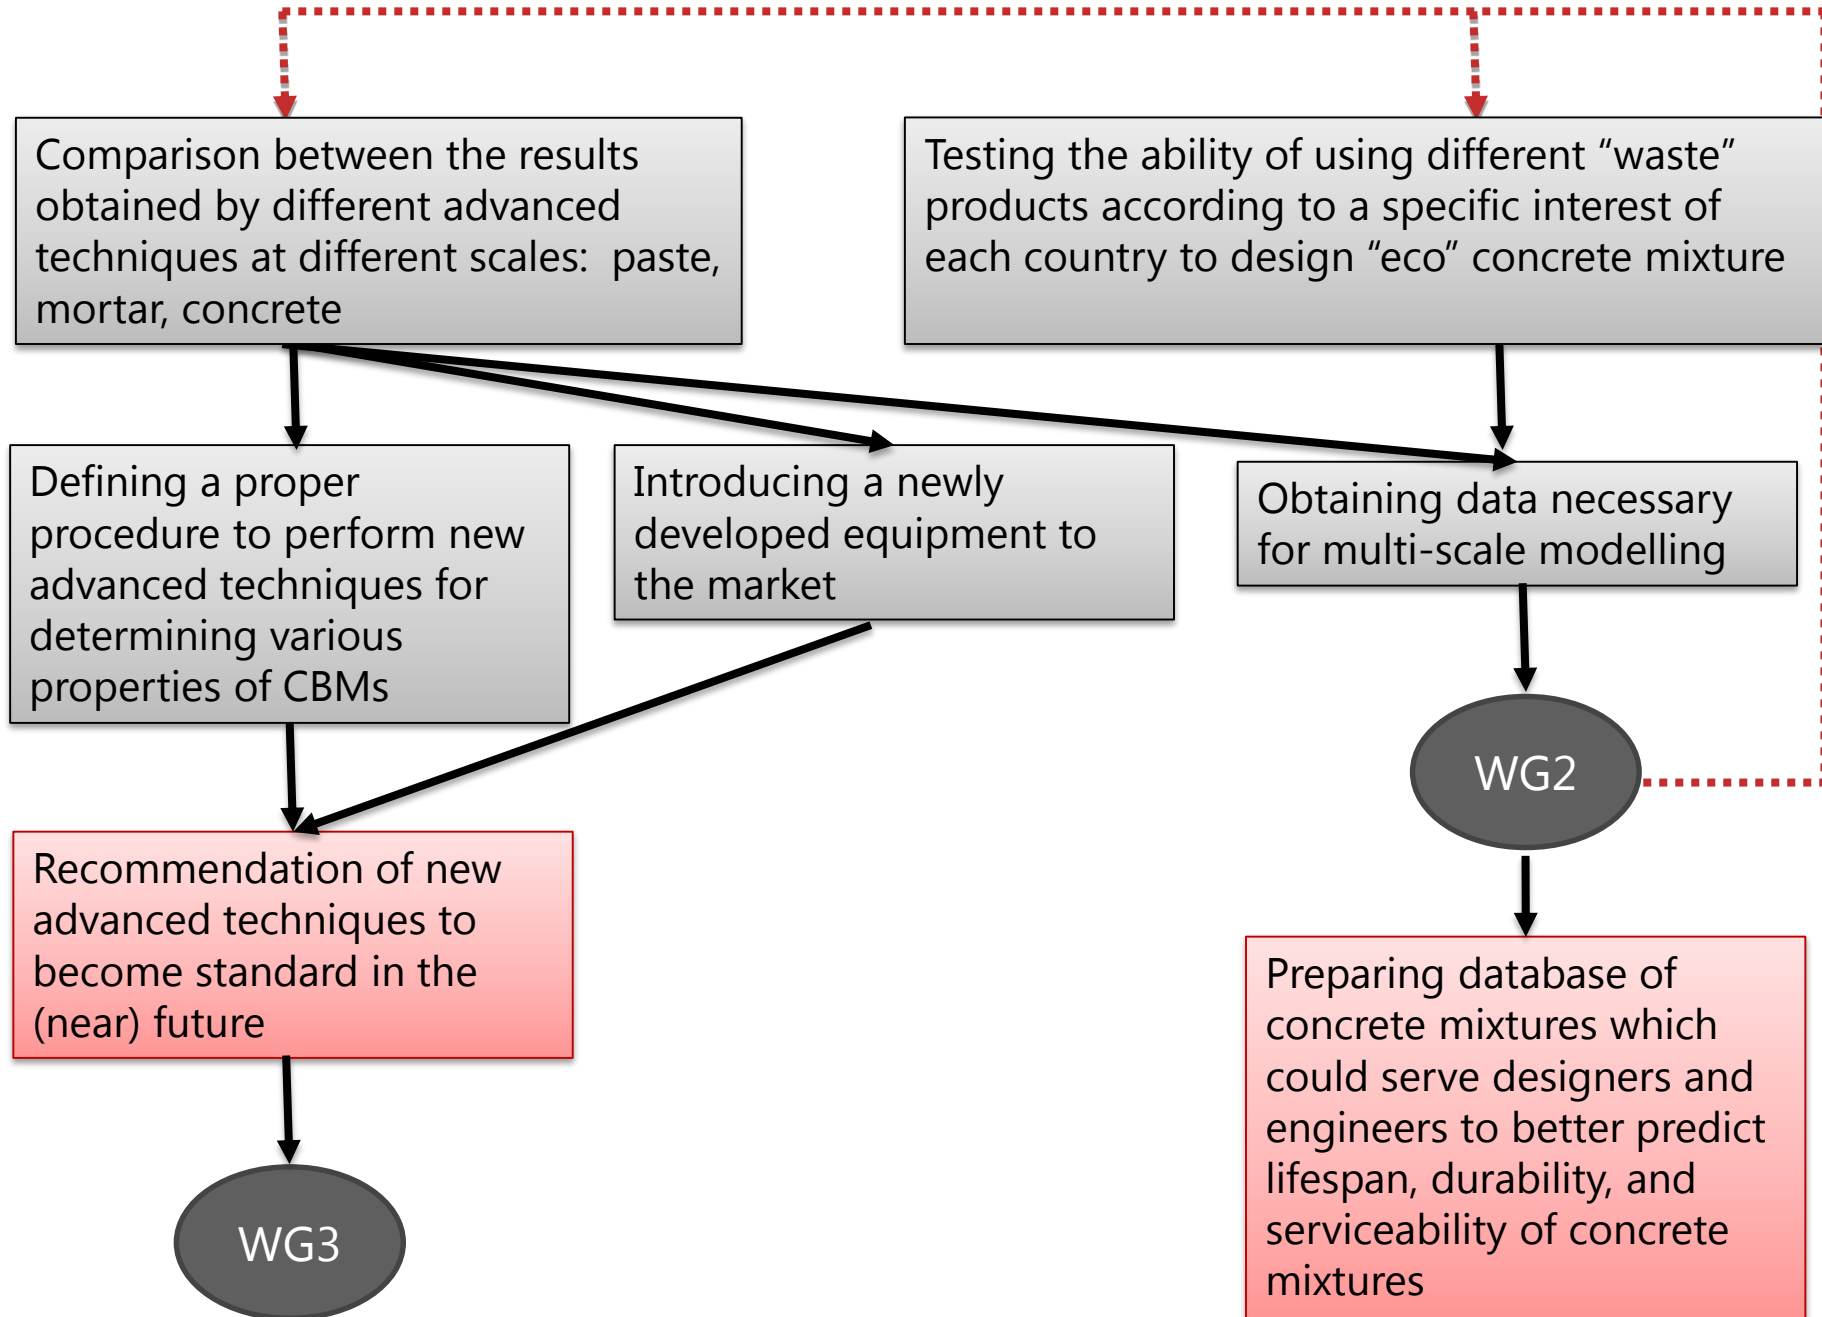 Comparison between the results
obtained by different advanced
techniques at different scales:  paste,
mortar, concrete
Testing the ability of using different “waste”
products according to a specific interest of
each country to design “eco” concrete mixture
Defining a proper
procedure to perform new
advanced techniques for
determining various
properties of CBMs
Introducing a newly
developed equipment to
the market
Obtaining data necessary
for multi-scale modelling
WG2
Recommendation of new
advanced techniques to
become standard in the
(near) future
Preparing database of
concrete mixtures which
could serve designers and
engineers to better predict
lifespan, durability, and
serviceability of concrete
mixtures
WG3